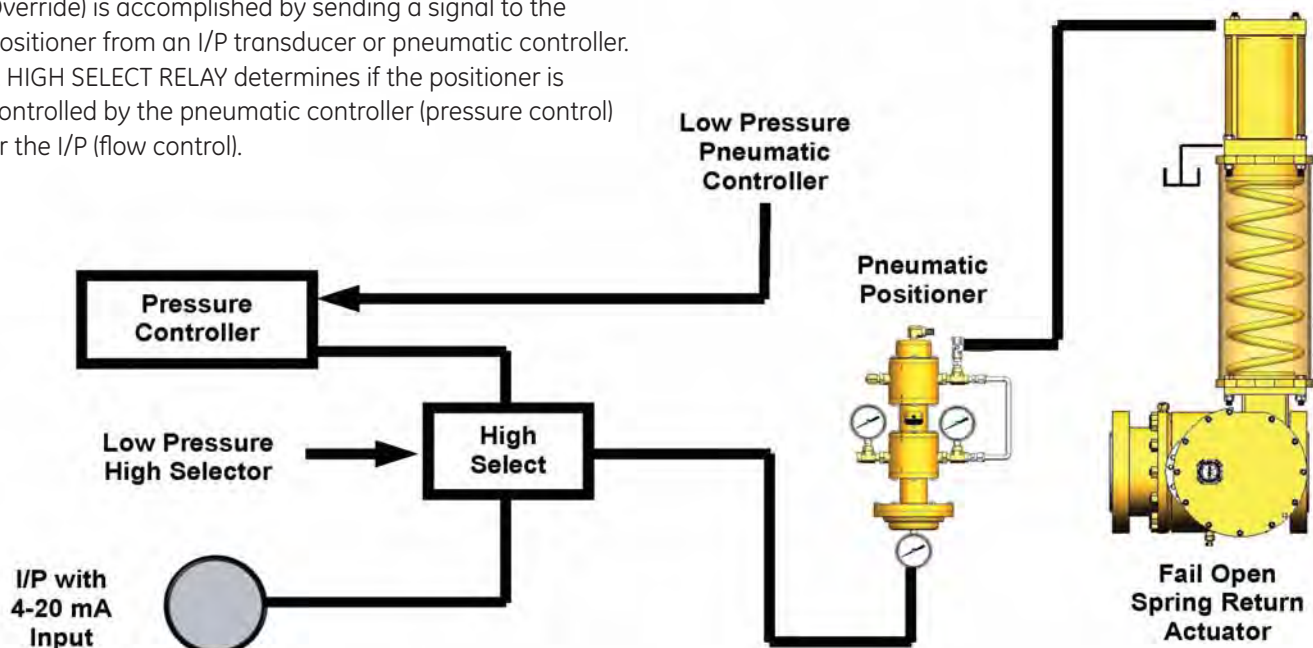 Override) is accomplished by sending a signal to the
ositioner from an I/P transducer or pneumatic controller.
HIGH SELECT RELAY determines if the positioner is
ontrolled by the pneumatic controller (pressure control)
r the I/P (flow control).
Low Pressure
Pneumatic
Controller
Pneumatic
Positioner
Pressure
Controller
Low Pressure
High Selector
High
Select
I/P with
4-20 mA
Input
Fail Open
Spring Return
Actuator